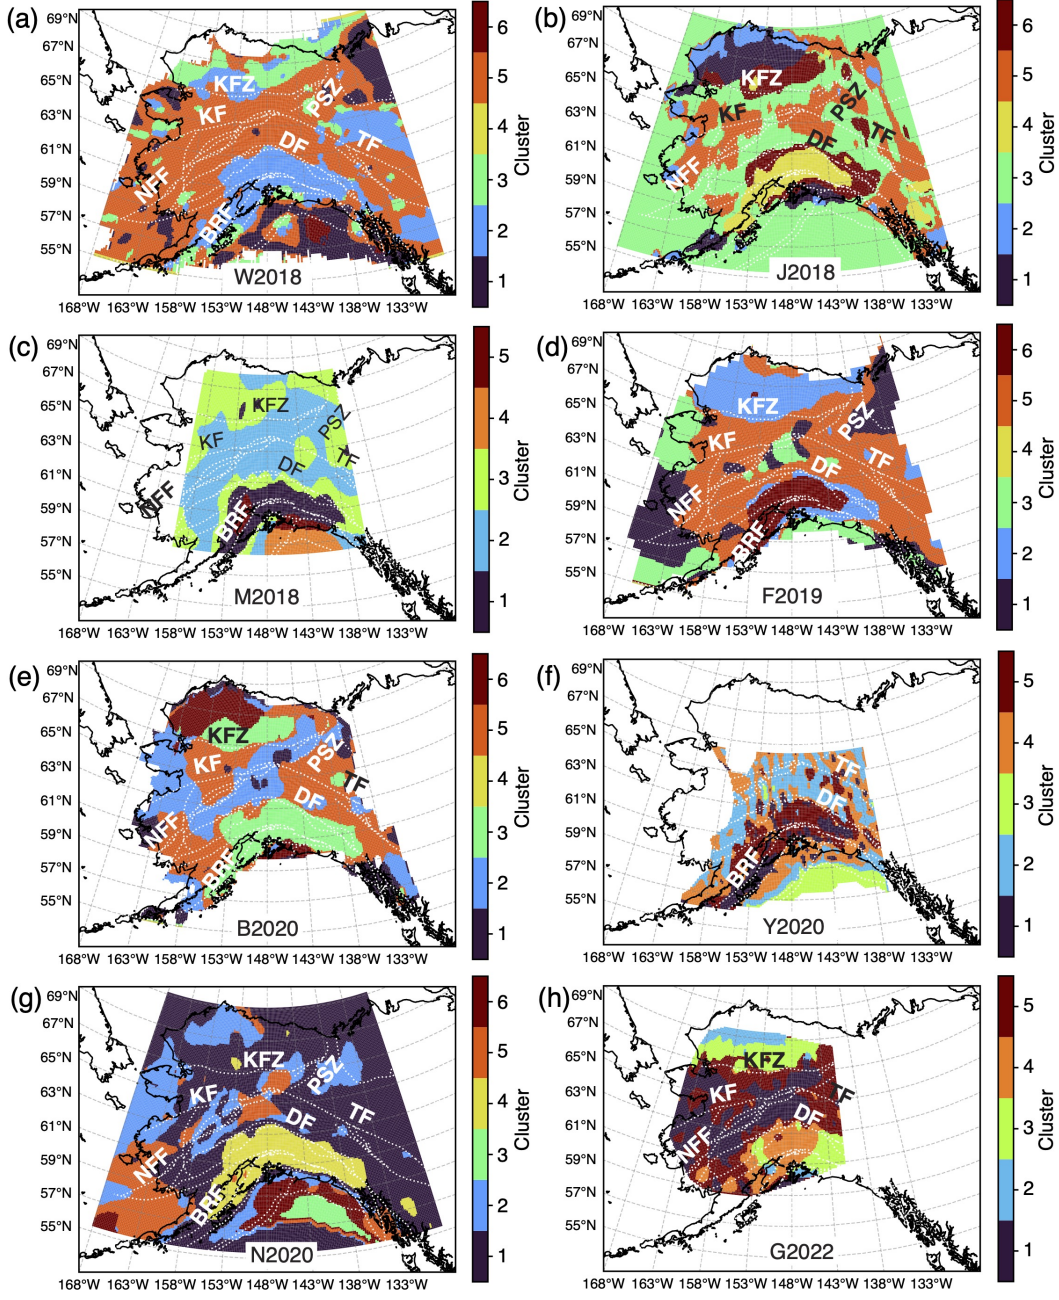 (a)
69°N
67°N
65°N
63°N
61°N
59°N
57°N
55°N
KFZ
KF
PSZ
DF
TF
NFF
BRF
W2018
168°W 163°W 158°W 153°W 148°W 143°W 138°W 133°W
6
5
4
3
2
1
Cluster
(b)
69°N
67°N
65°N
63°N
61°N
59°N
57°N
55°N
KFZ
KF
PSZ
DF
TF
NFF
J2018
168°W 163°W 158°W 153°W 148°W 143°W 138°W 133°W
6
5
4
3
2
1
Cluster
(c)
69°N
67°N
65°N
63°N
61°N
59°N
57°N
55°N
KFZ
KF
PSZ
DF
TF
NFF
BRF
M2018
168°W 163°W 158°W 153°W 148°W 143°W 138°W 133°W
5
4
3
2
1
Cluster
(d)
69°N
67°N
65°N
63°N
61°N
59°N
57°N
55°N
KFZ
KF
PSZ
DF
TF
NFF
BRF
F2019
168°W 163°W 158°W 153°W 148°W 143°W 138°W 133°W
6
5
4
3
2
1
Cluster
(e)
69°N
67°N
65°N
63°N
61°N
59°N
57°N
55°N
KFZ
KF
PSZ
TF
DF
NFF
BRF
B2020
168°W 163°W 158°W 153°W 148°W 143°W 138°W 133°W
6
5
4
3
2
1
Cluster
(f)
69°N
67°N
65°N
63°N
61°N
59°N
57°N
55°N
TF
DF
BRF
Y2020
168°W 163°W 158°W 153°W 148°W 143°W 138°W 133°W
5
4
3
2
1
Cluster
(g)
69°N
67°N
65°N
63°N
61°N
59°N
57°N
55°N
KFZ
KF
PSZ
DF
TF
NFF
BRF
N2020
168°W 163°W 158°W 153°W 148°W 143°W 138°W 133°W
6
5
4
3
2
1
Cluster
(h)
69°N
67°N
65°N
63°N
61°N
59°N
57°N
55°N
KFZ
KF
TF
DF
NFF
G2022
168°W 163°W 158°W 153°W 148°W 143°W 138°W 133°W
5
4
3
2
1
Cluster